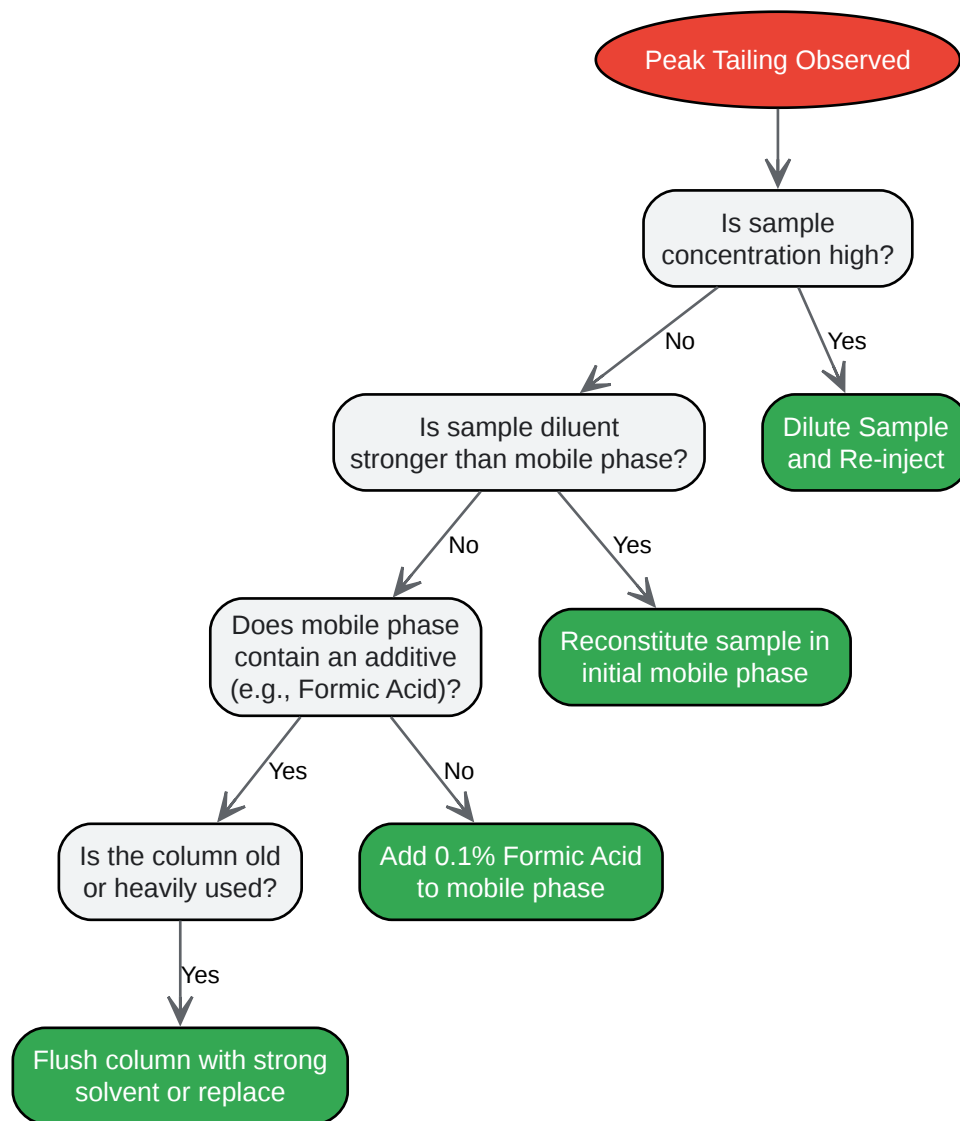 Peak Tailing Observed
Is sample
concentration high?
No
Yes
Is sample diluent
stronger than mobile phase?
Dilute Sample
and Re-inject
No
Yes
Does mobile phase
contain an additive
(e.g., Formic Acid)?
Reconstitute sample in
initial mobile phase
Yes
No
Is the column old
or heavily used?
Add 0.1% Formic Acid
to mobile phase
Yes
Flush column with strong
solvent or replace